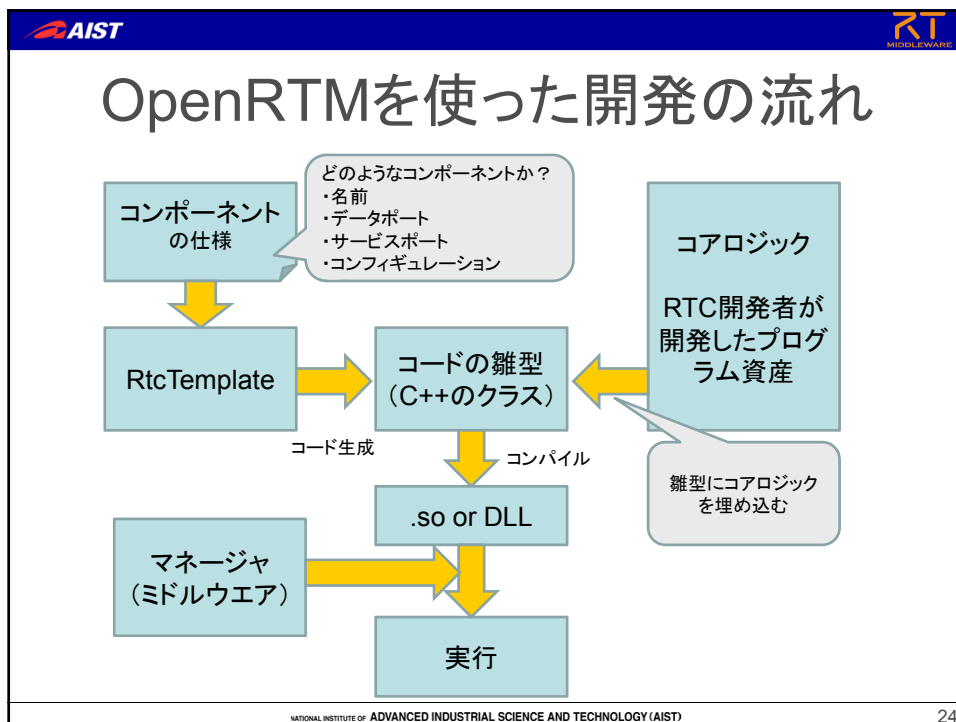 AIST
RT
MIDDLEWARE
OpenRTMを使った開発の流れ
コンポーネント
の仕様
どのようなコンポーネントか？
・名前
・データポート
・サービスポート
・コンフィギュレーション
コアロジック
RTC開発者が
開発したプログ
ラム資産
RtcTemplate
コードの雛型
（C++のクラス）
コード生成
コンパイル
雛型にコアロジック
を埋め込む
.so or DLL
マネージャ
（ミドルウエア）
実行
NATIONAL INSTITUTE OF ADVANCED INDUSTRIAL SCIENCE AND TECHNOLOGY (AIST)
24